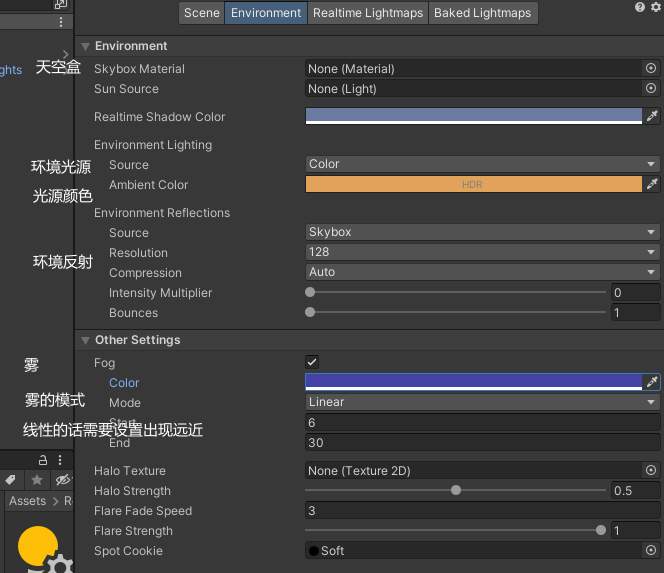 Scene Environment Realtime Lightmaps Baked Lightmaps
Environment
ghts
天空盒 Skybox Material None (Material)
Sun Source None (Light)
Realtime Shadow Color
Environment Lighting
环境光源 Source Color
光源颜色 Ambient Color HDR
Environment Reflections
Source Skybox
环境反射 Resolution 128
Compression Auto
Intensity Multiplier 0
Bounces 1
Other Settings
雾 Fog
Color
雾的模式 Mode Linear
Start 6
线性的话需要设置出现远近
End 30
Halo Texture None (Texture 2D)
Halo Strength 0.5
Assets > R
Flare Fade Speed 3
Flare Strength 1
Spot Cookie Soft